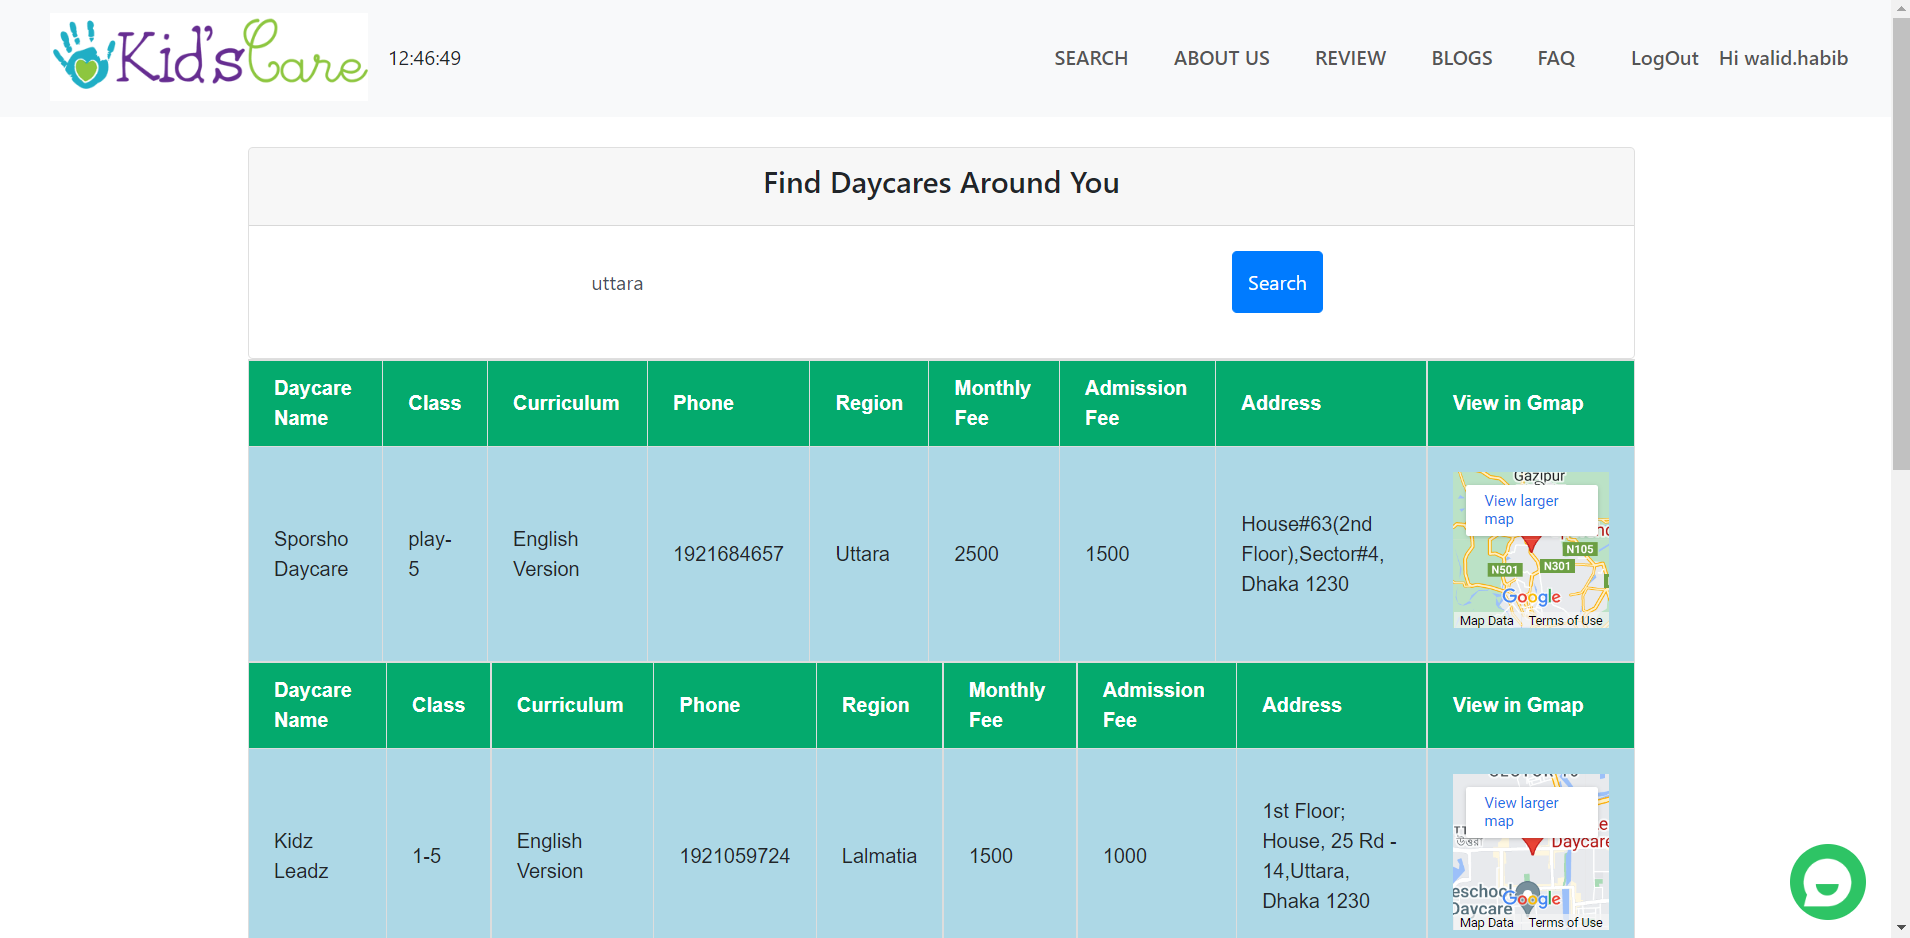 Kid'sCare
12:46:49
SEARCH
ABOUT US
REVIEW
BLOGS
FAQ
LogOut
Hi walid.habib
Find Daycares Around You
uttara
Search
Daycare
Name
Class
Curriculum
Phone
Region
Monthly
Fee
Admission
Fee
Address
View in Gmap
Sporsho
Daycare
play-
5
English
Version
1921684657
Uttara
2500
1500
House#63(2nd
Floor),Sector#4,
Dhaka 1230
Gazipur
View larger
map
N105
N501
N301
Google
Map Data
Terms of Use
Daycare
Name
Class
Curriculum
Phone
Region
Monthly
Fee
Admission
Fee
Address
View in Gmap
Kidz
Leadz
1-5
English
Version
1921059724
Lalmatia
1500
1000
1st Floor;
House, 25 Rd -
14,Uttara,
Dhaka 1230
View larger
map
Daycare
eschool
Daycare
Google
Map Data
Terms of Use